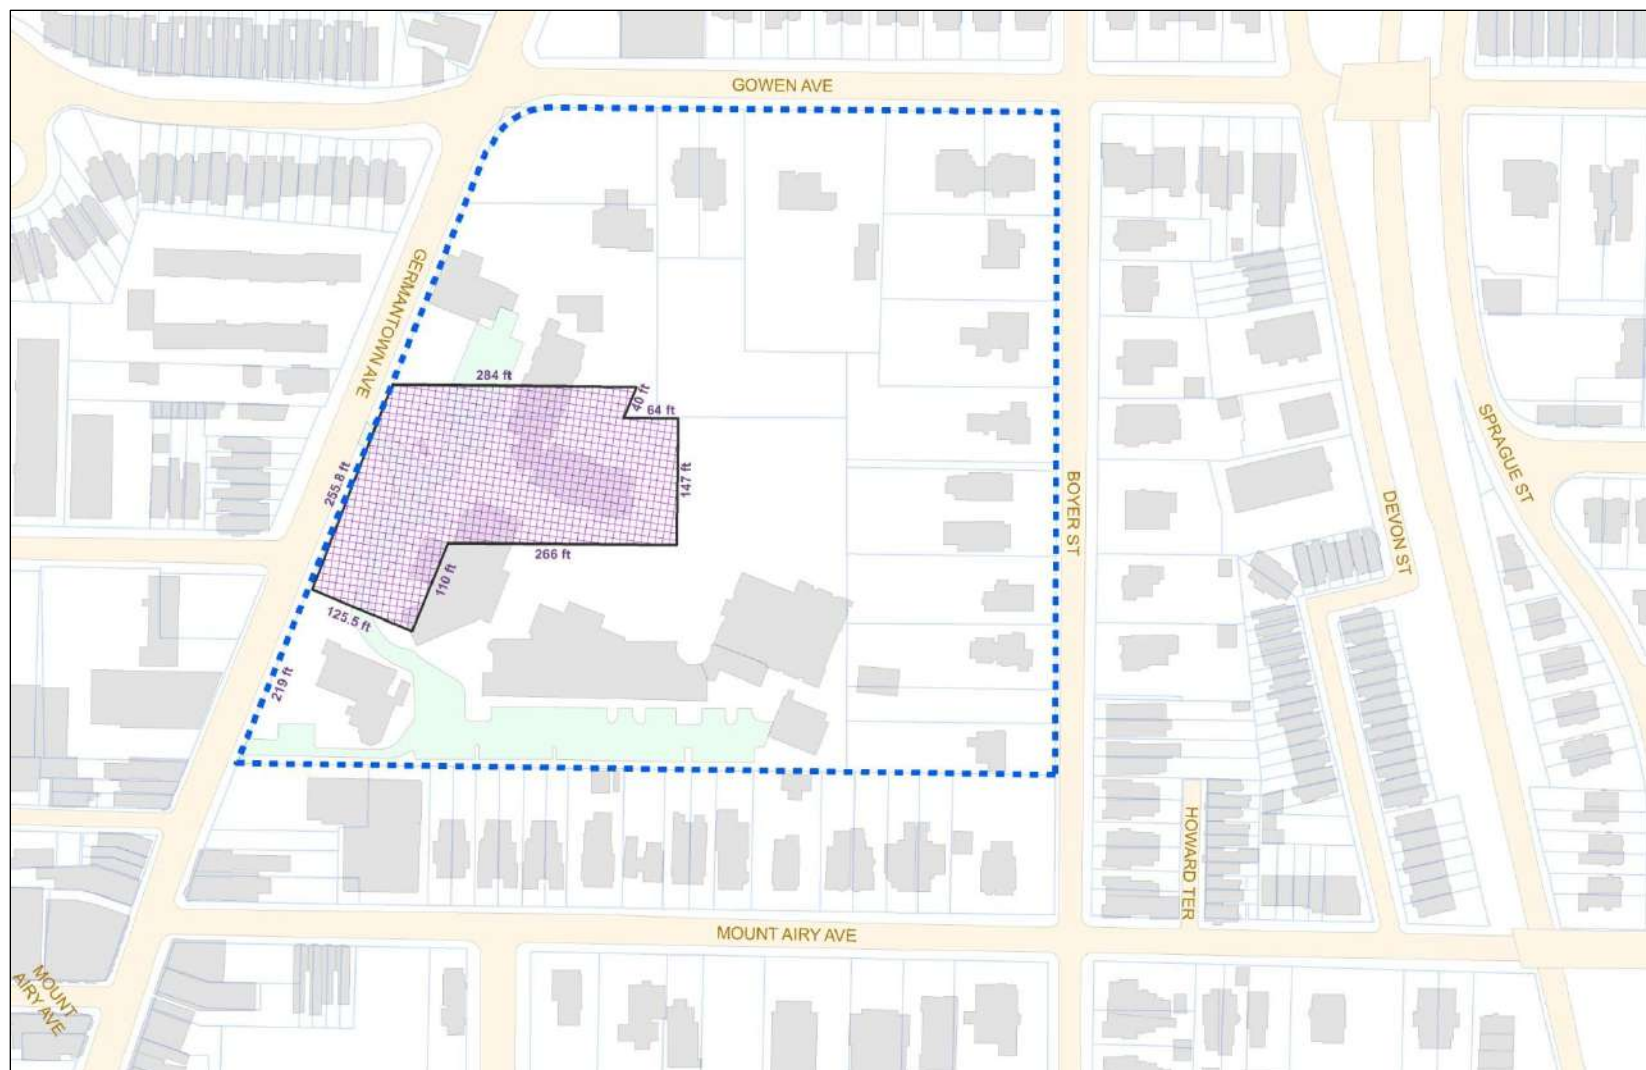 GOWEN AVE
GERMANTOWN AVE
284 ft
40 ft
64 ft
255.8 ft
147 ft
266 ft
110 ft
125.5 ft
219 ft
BOYER ST
DEVON ST
SPRAGUE ST
HOWARD TER
MOUNT AIRY AVE
MOUNT
AIRY AVE